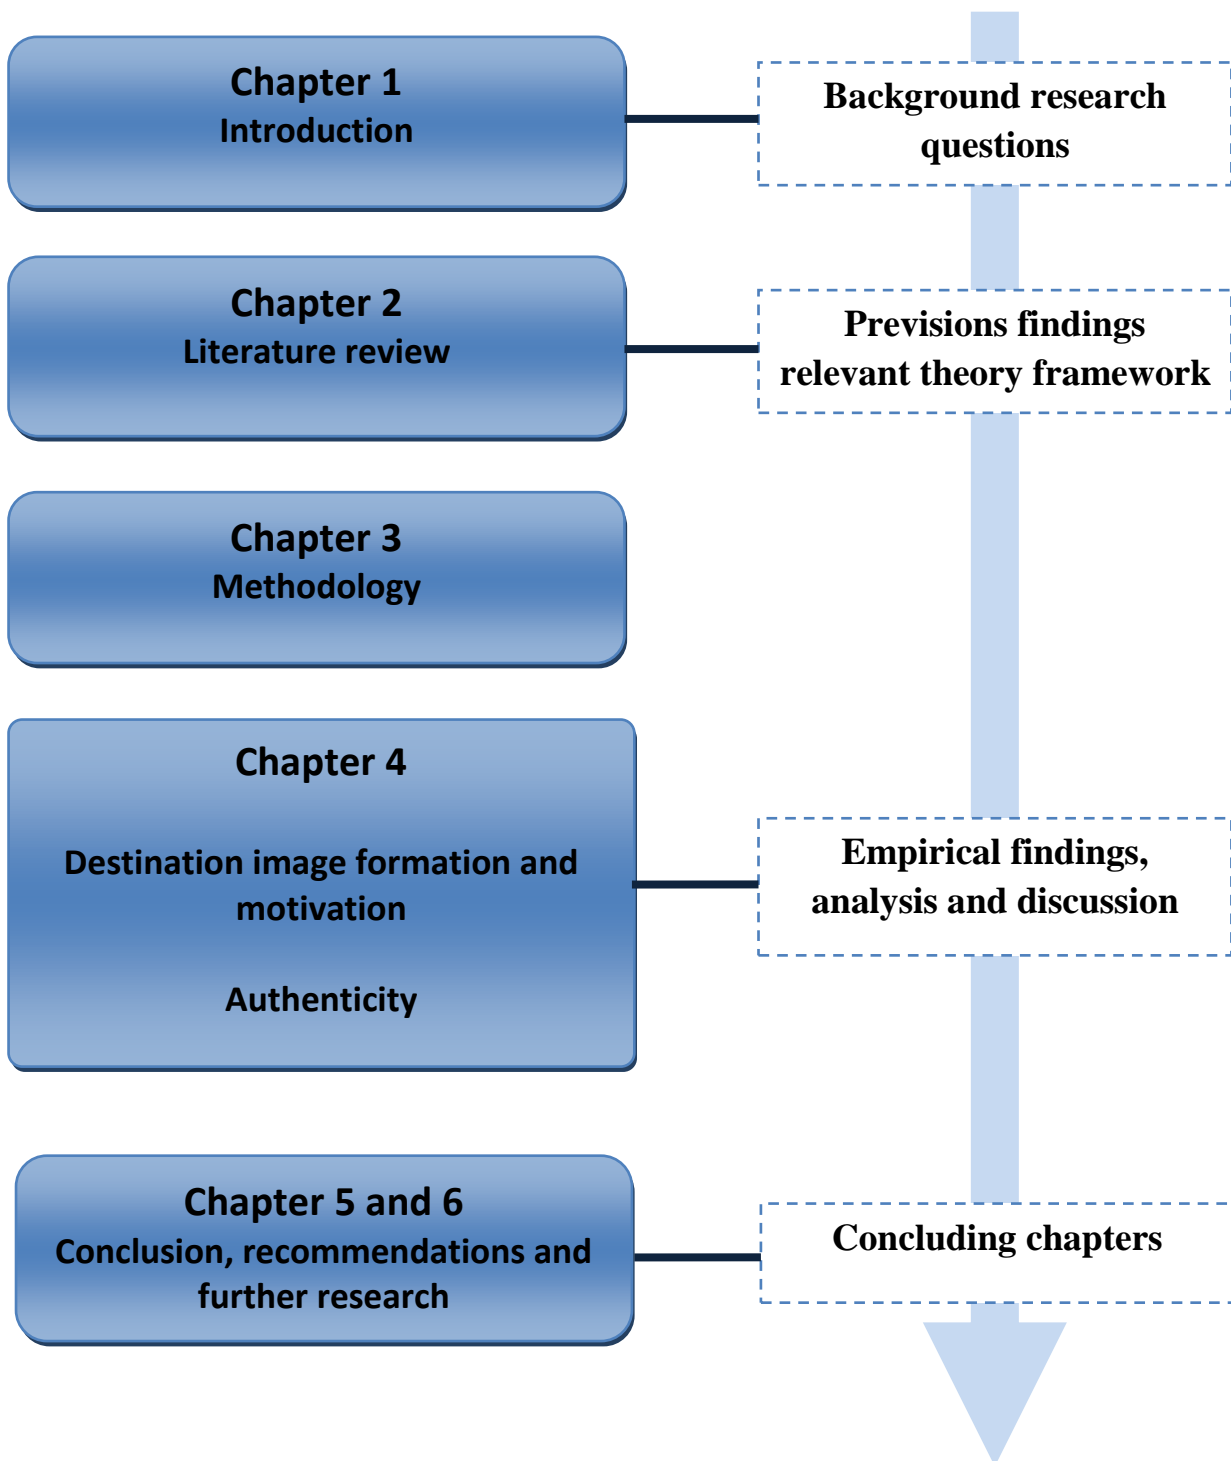 Chapter 1
Introduction
Background research
questions
Chapter 2
Literature review
Previsions findings
relevant theory framework
Chapter 3
Methodology
Chapter 4
Destination image formation and
motivation
Authenticity
Empirical findings,
analysis and discussion
Chapter 5 and 6
Conclusion, recommendations and
further research
Concluding chapters